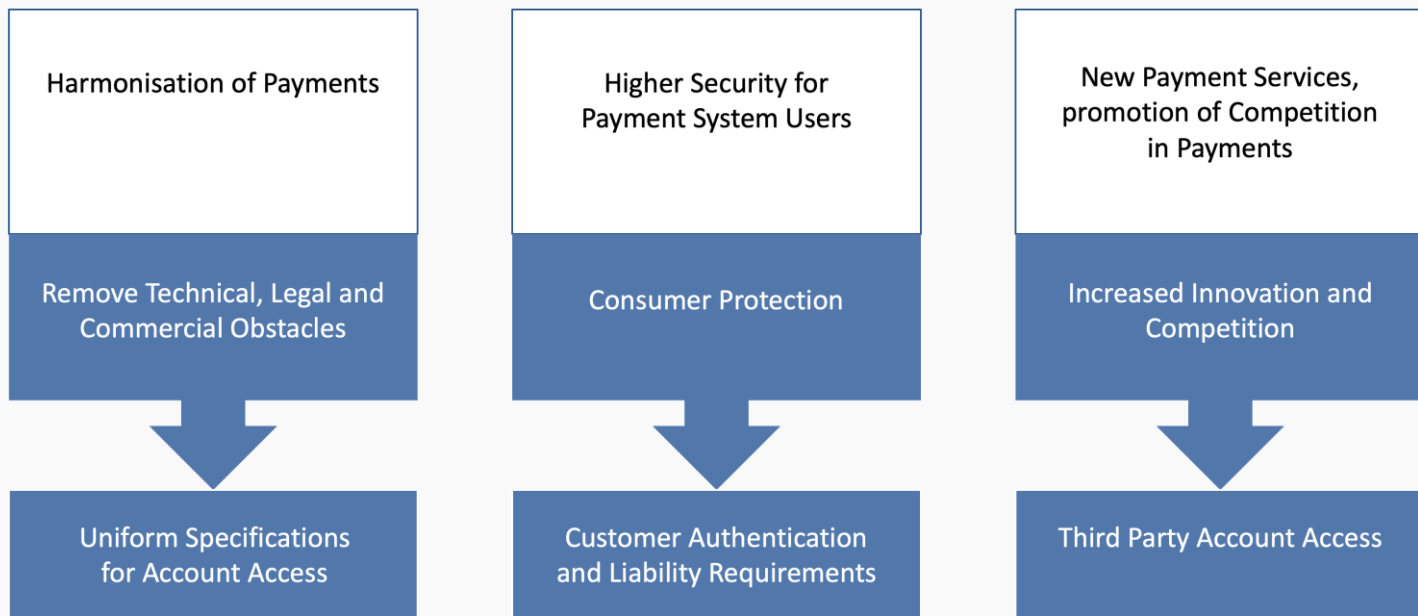 Harmonisation of Payments
Remove Technical, Legal and
Commercial Obstacles
Uniform Specifications
for Account Access
Higher Security for
Payment System Users
Consumer Protection
Customer Authentication
and Liability Requirements
New Payment Services,
promotion of Competition
in Payments
Increased Innovation and
Competition
Third Party Account Access